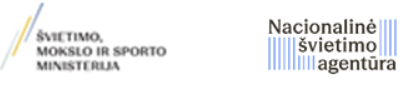 ŠVIETIMO,
MOKSLO IR SPORTO
MINISTERIJA
Nacionalinė
švietimo
agentūra